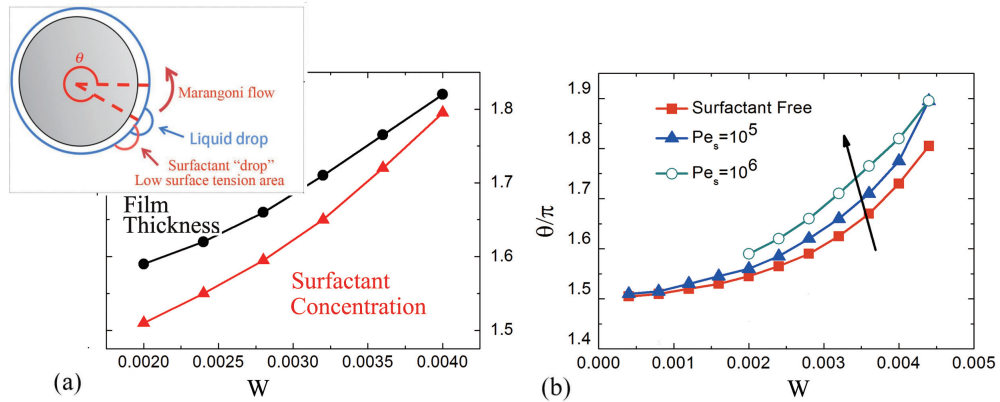 θ
Marangoni flow
Liquid drop
Surfactant “drop”
Low surface tension area
Film
Thickness
Surfactant
Concentration
1.8
1.7
1.6
1.5
0.0020 0.0025 0.0030 0.0035 0.0040
(a)
W
θ/π
1.9
1.8
1.7
1.6
1.5
1.4
Surfactant Free
Peₛ=10⁵
Peₛ=10⁶
0.000 0.001 0.002 0.003 0.004 0.005
(b)
W